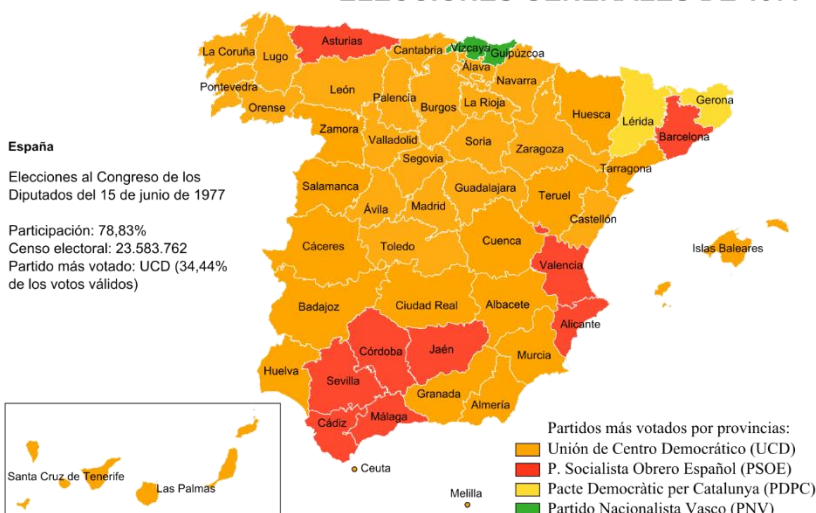 ELECCIONES GENERALES DE 1977
Asturias
La Coruña
Lugo
Cantabria
Vizcaya
Guipúzcoa
Álava
Navarra
Pontevedra
Orense
León
Palencia
Burgos
La Rioja
Huesca
Lérida
Gerona
Barcelona
Zamora
Valladolid
Soria
Zaragoza
Segovia
Tarragona
España
Elecciones al Congreso de los
Diputados del 15 de junio de 1977
Participación: 78,83%
Censo electoral: 23.583.762
Partido más votado: UCD (34,44%
de los votos válidos)
Salamanca
Ávila
Madrid
Guadalajara
Teruel
Castellón
Cáceres
Toledo
Cuenca
Valencia
Islas Baleares
Badajoz
Ciudad Real
Albacete
Alicante
Córdoba
Jaén
Murcia
Huelva
Sevilla
Granada
Almería
Cádiz
Málaga
Ceuta
Melilla
Santa Cruz de Tenerife
Las Palmas
Partidos más votados por provincias:
Unión de Centro Democrático (UCD)
P. Socialista Obrero Español (PSOE)
Pacte Democràtic per Catalunya (PDPC)
Partido Nacionalista Vasco (PNV)